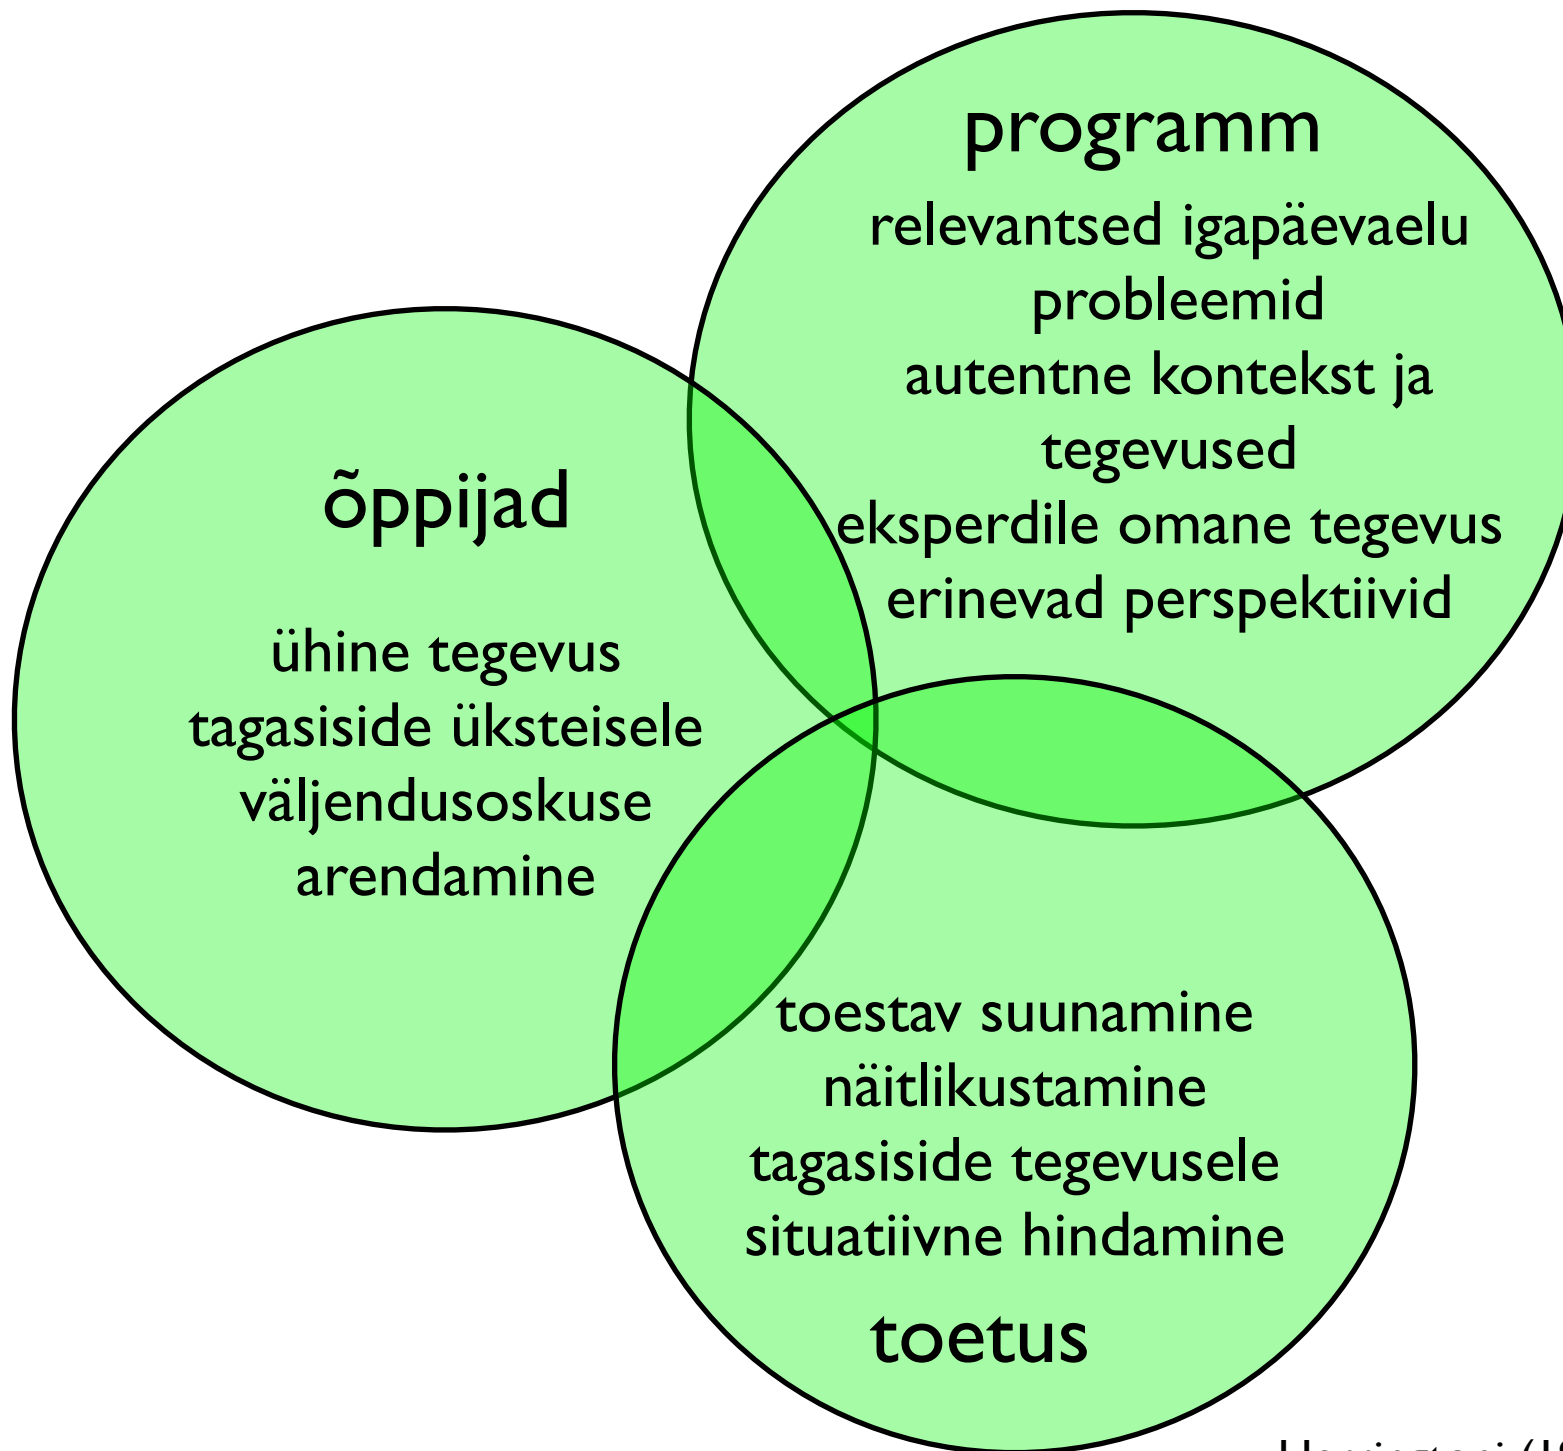 programm
relevantsed igapäevaelu
probleemid
autentne kontekst ja
tegevused
eksperdile omane tegevus
erinevad perspektiivid
õppijad
ühine tegevus
tagasiside üksteisele
väljendusoskuse
arendamine
toestav suunamine
näitlikustamine
tagasiside tegevusele
situatiivne hindamine
toetus